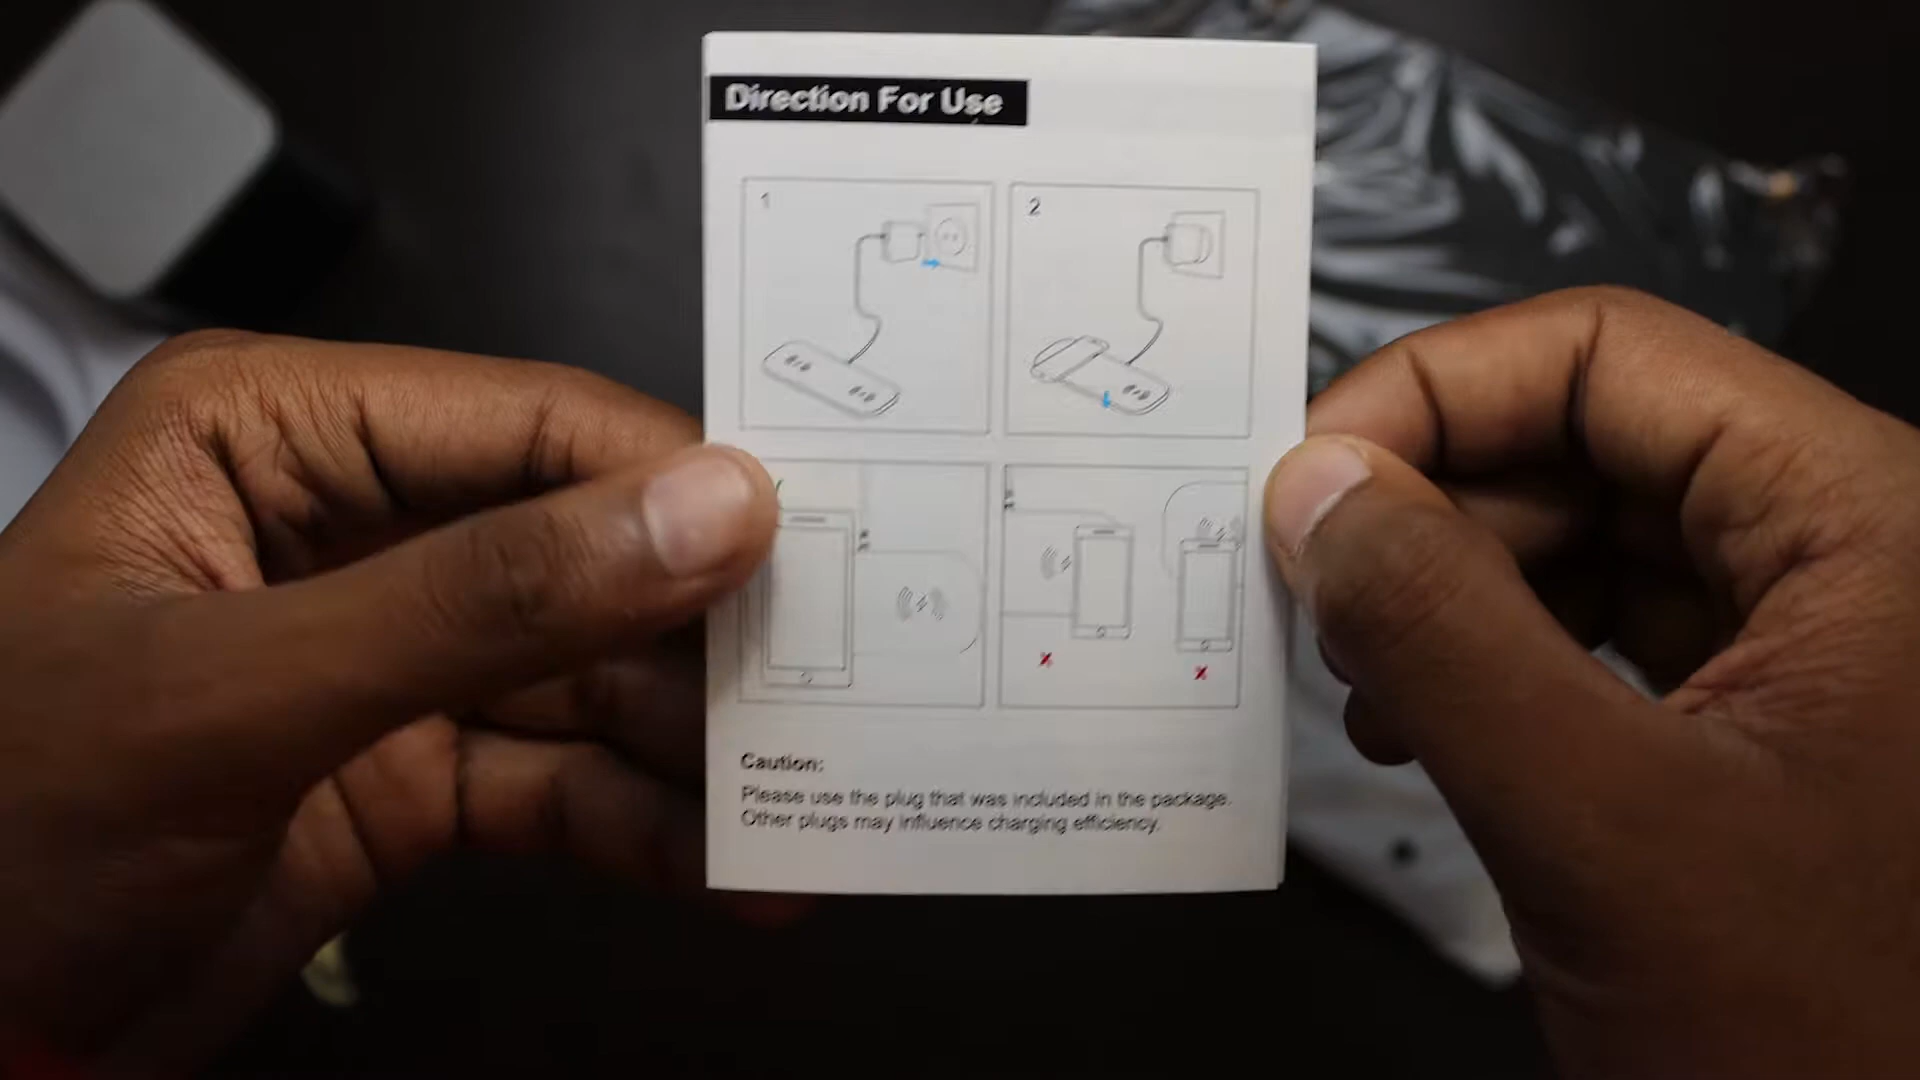 Direction For Use
1
2
Caution:
Please use the plug that was included in the package.
Other plugs may influence charging efficiency.